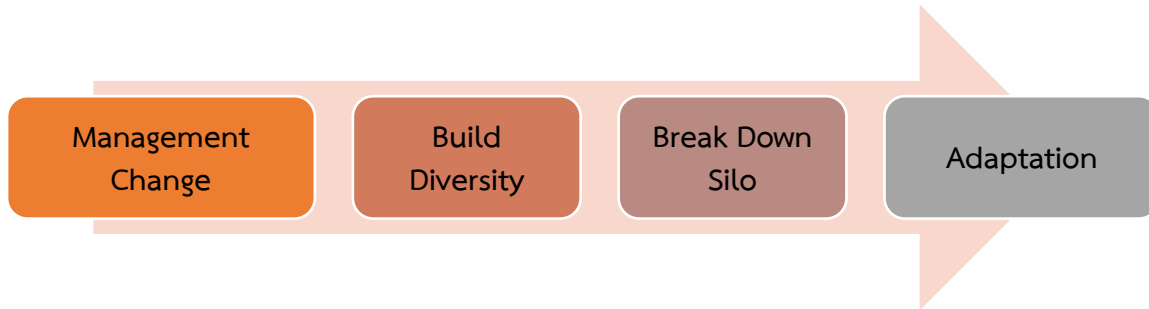 Management
Change
Build
Diversity
Break Down
Silo
Adaptation